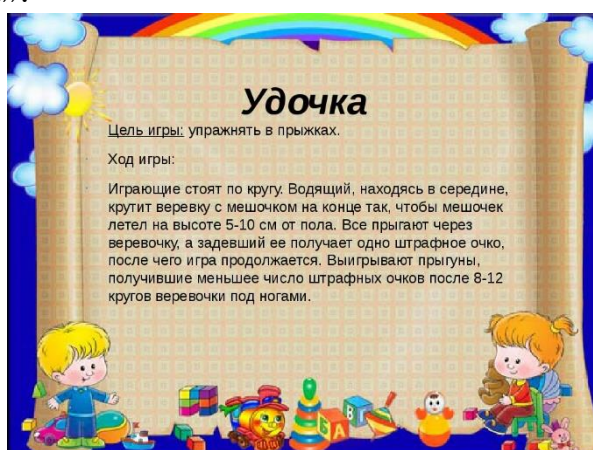 Удочка
Цель игры: упражнять в прыжках.
Ход игры:
Играющие стоят по кругу. Водящий, находясь в середине,
крутит веревку с мешочком на конце так, чтобы мешочек
летел на высоте 5-10 см от пола. Все прыгают через
веревочку, а задевший ее получает одно штрафное очко,
после чего игра продолжается. Выигрывают прыгуны,
получившие меньшее число штрафных очков после 8-12
кругов веревочки под ногами.
Б
А
В